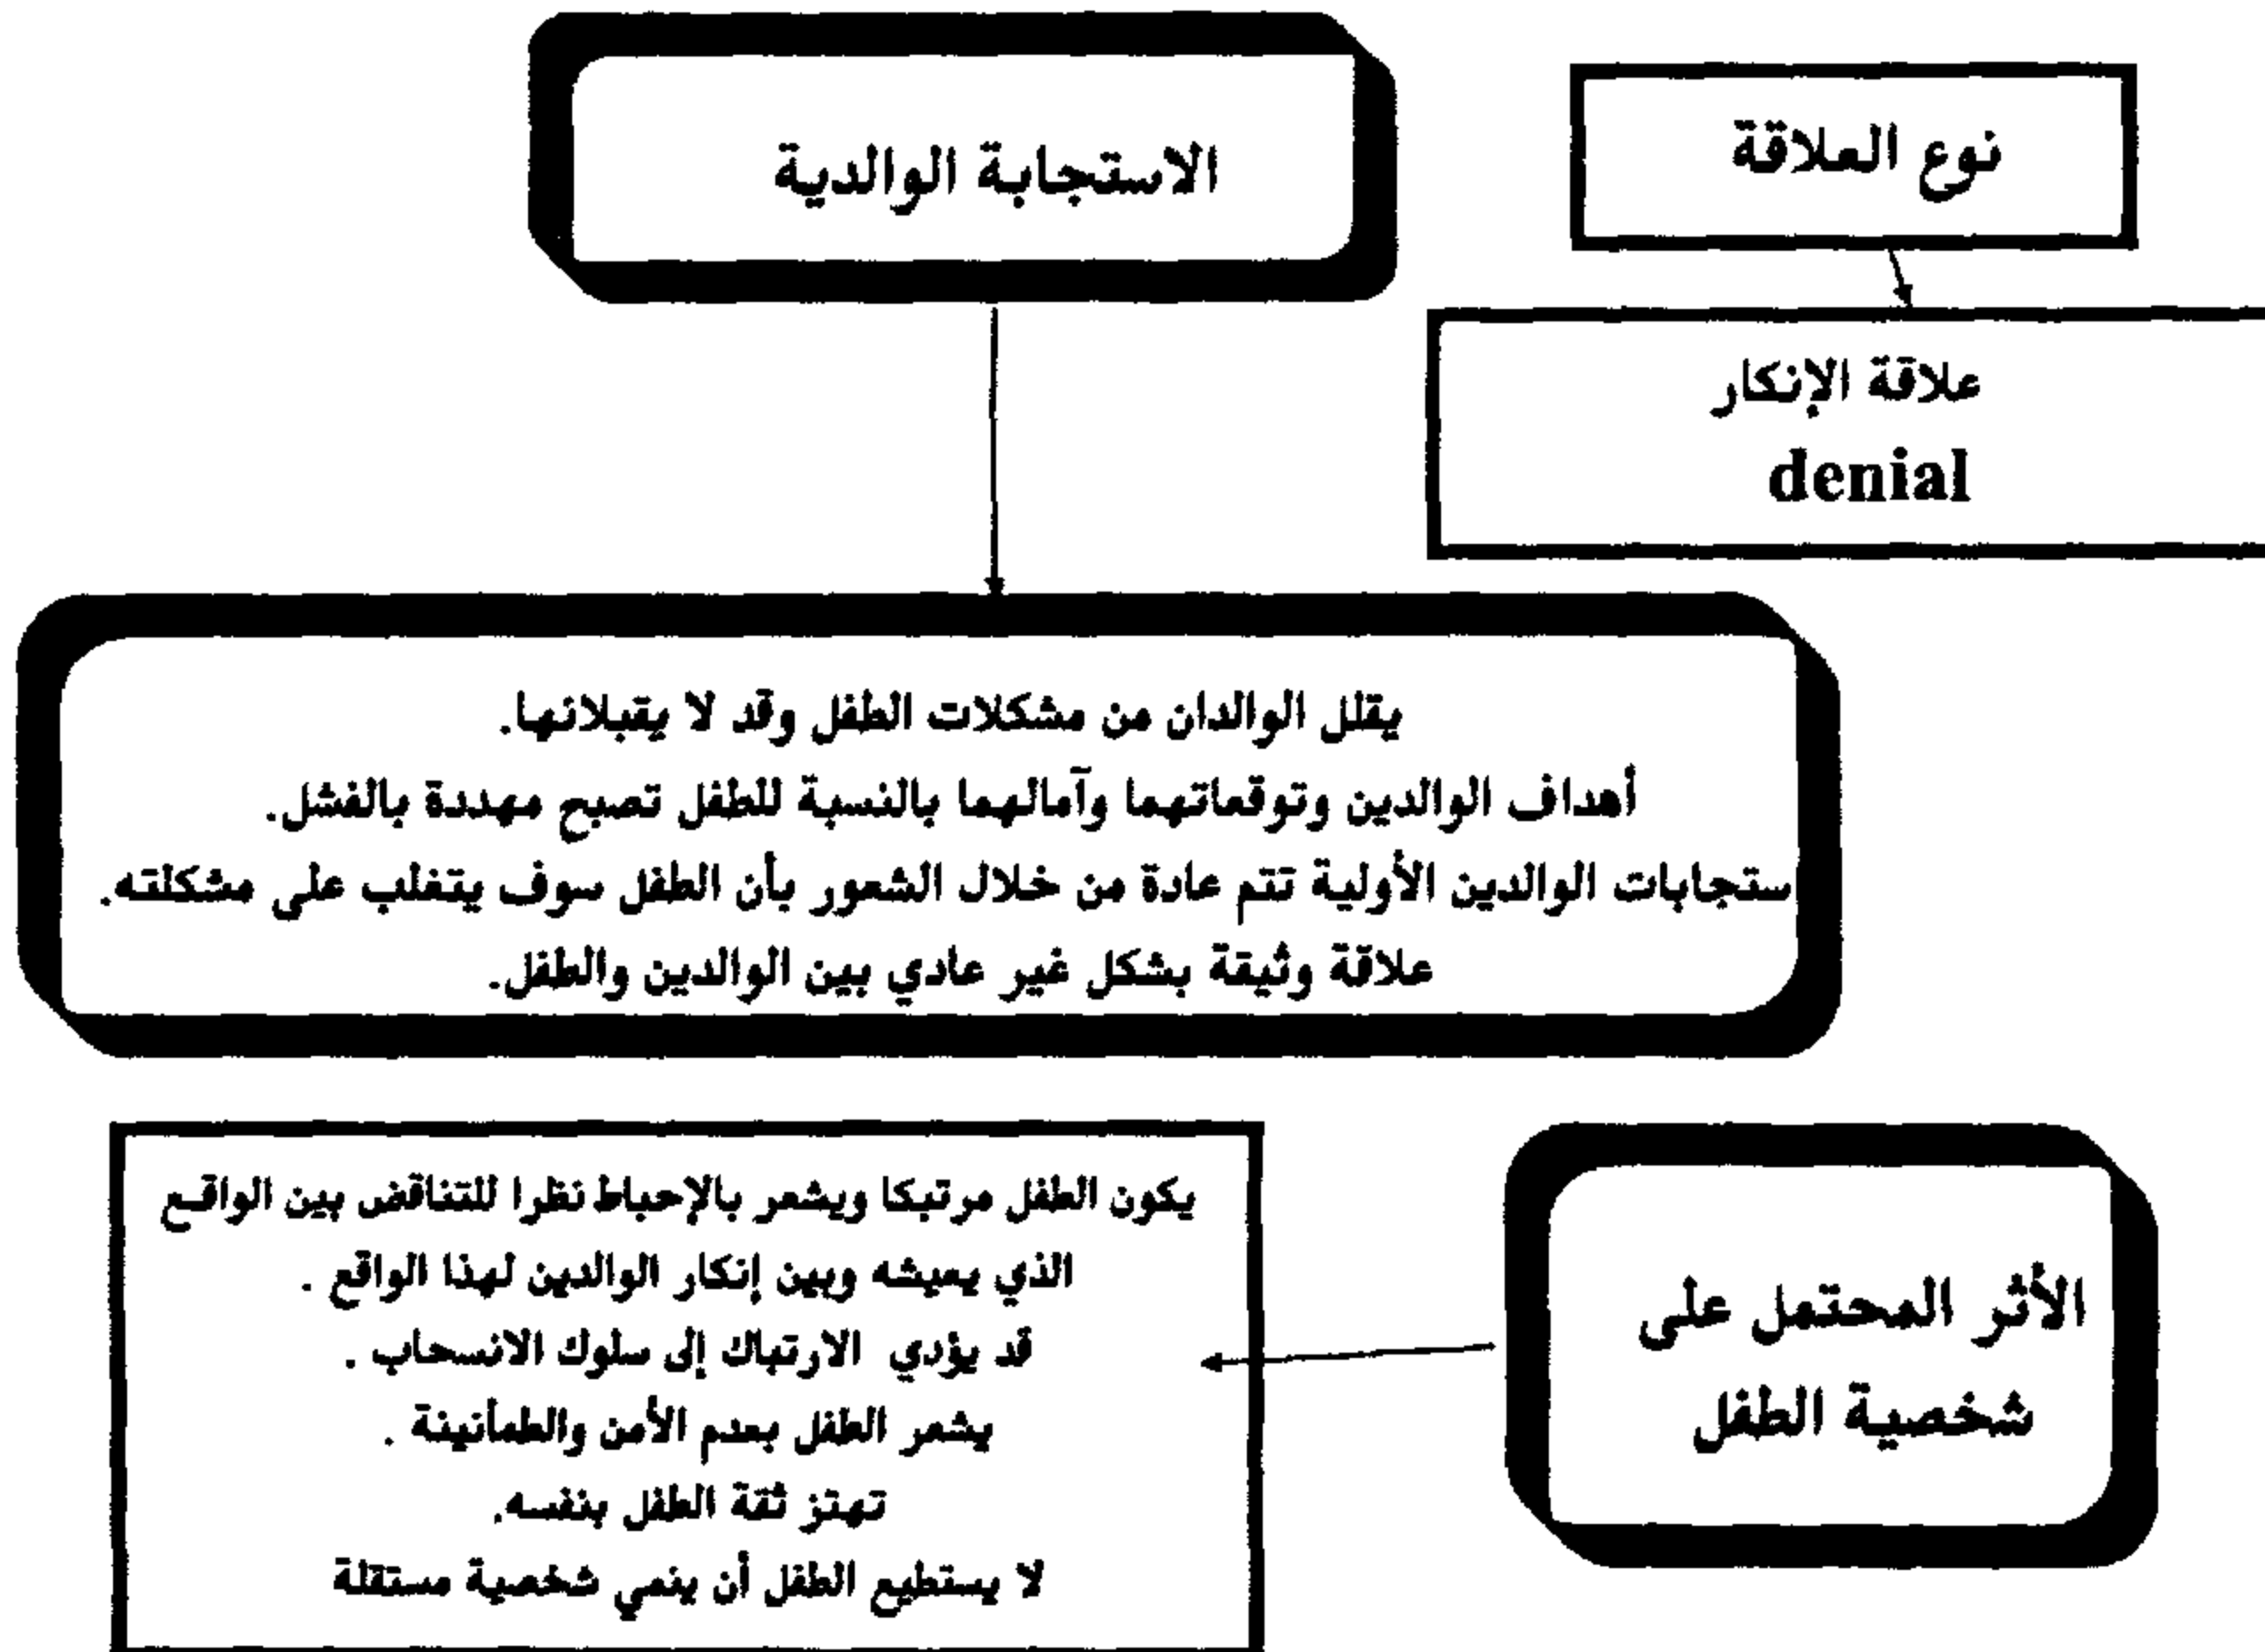 نوع العلاقة
علاقة الإنكار
denial
الاستجابة الوالدية
يقلل الوالدان من مشكلات الطفل وقد لا يقبلانها.
أهداف الوالدين وتوقعاتهما وآمالهما بالنسبة للطفل تصبح مهددة بالفشل.
ستجابات الوالدين الأولية تتم عادة من خلال الشعور بأن الطفل سوف يتغلب على مشكلته.
علاقة وثيقة بشكل غير عادي بين الوالدين والطفل.
الأثر المحتمل على
شخصية الطفل
يكون الطفل مرتبكا ويشعر بالإحباط نظرا للتناقض بين الواقع
الذي يعيشه وبين إنكار الوالدين لهذا الواقع .
قد يؤدي الارتباك إلى سلوك الانسحاب .
يشعر الطفل بعدم الأمن والطمأنينة .
تهتز ثقة الطفل بنفسه.
لا يستطيع الطفل أن ينمي شخصية مستقلة